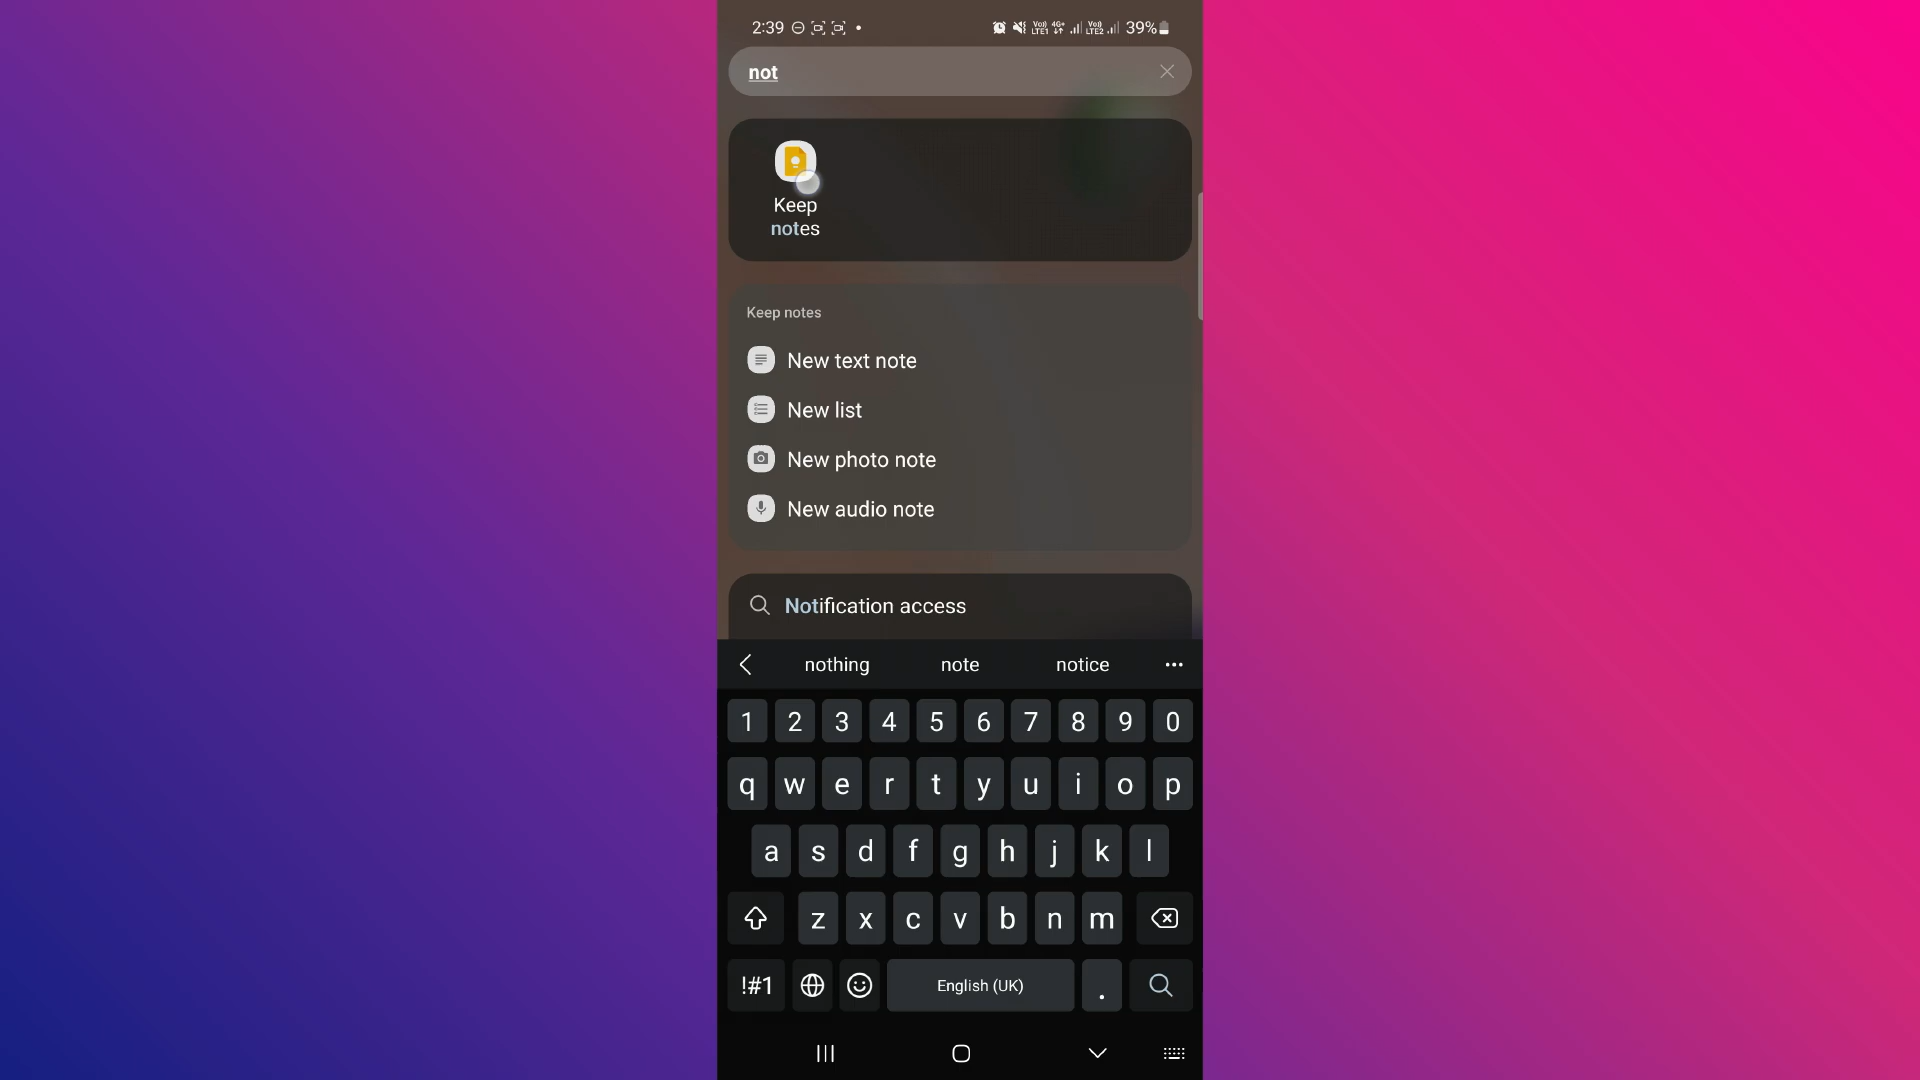 2:39 39%
not
Keep
notes
Keep notes
New text note
New list
New photo note
New audio note
Notification access
nothing note notice
1 2 3 4 5 6 7 8 9 0
q w e r t y u i o p
a s d f g h j k l
z x c v b n m
!#1 English (UK) .